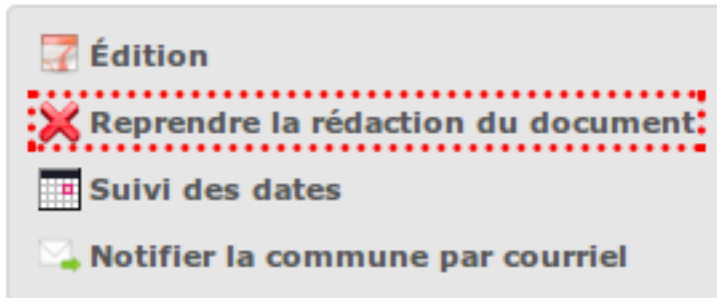 Édition
Reprendre la rédaction du document
Suivi des dates
Notifier la commune par courriel